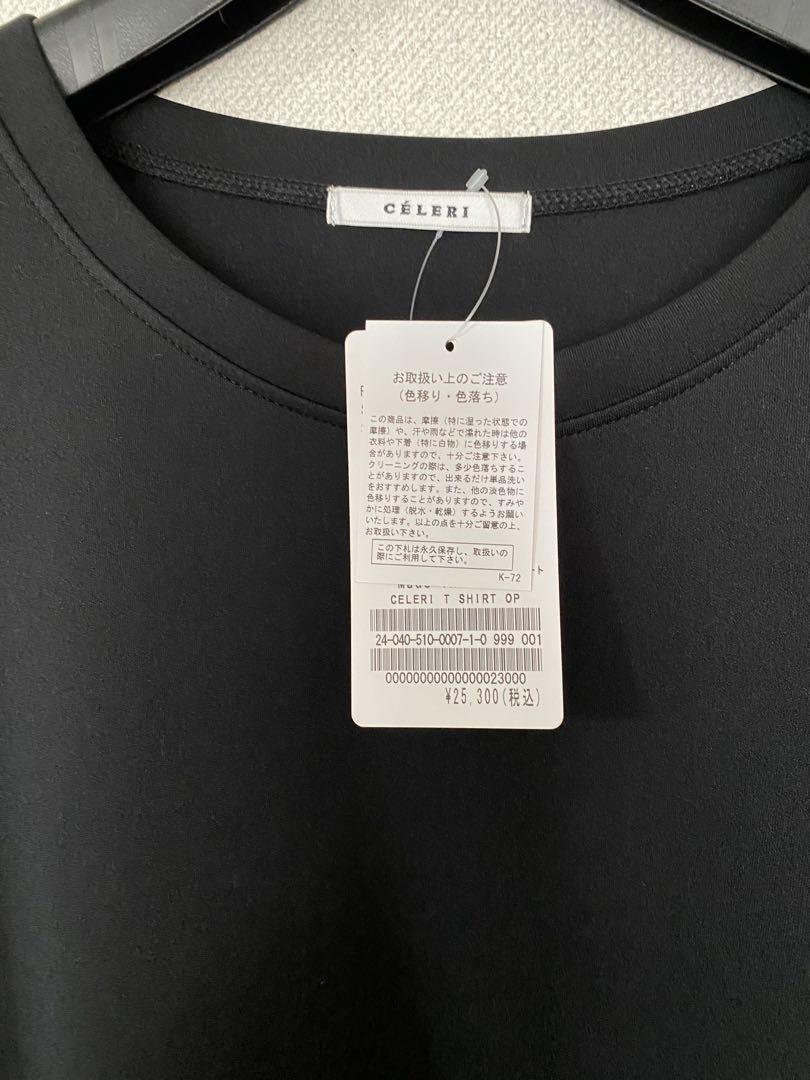 CÉLERI
お取扱い上のご注意
（色移り・色落ち）
この商品は、摩擦（特に湿った状態での
摩擦）や、汗や雨などで濡れた時は他の
衣料や下着（特に白物）に色移りする場
合がありますので、十分ご注意下さい。
クリーニングの際は、多少色落ちするこ
とがありますので、出来るだけ単品洗い
をおすすめします。また、他の淡色物に
色移りすることがありますので、すみや
かに処理（脱水・乾燥）するようお願い
いたします。以上の点を十分ご留意の上、
お取扱い下さい。
この下札は永久保存し、取扱いの
際にご利用して下さい。
K-72
CELERI T SHIRT OP
24-040-510-0007-1-0 999 001
00000000000000023000
¥25,300(税込)